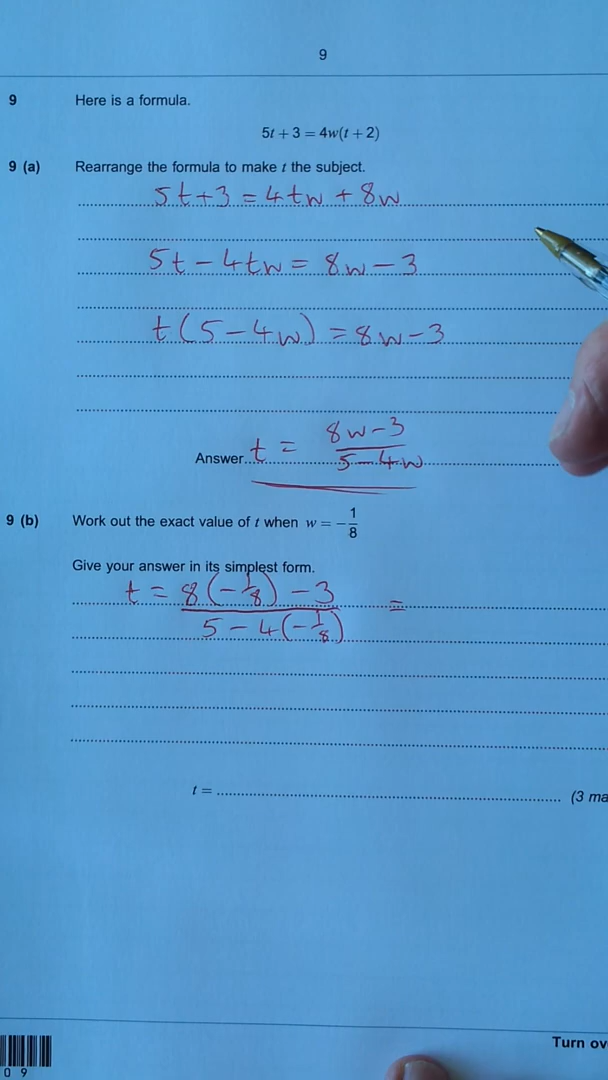 9
9 Here is a formula.
5t + 3 = 4w(t + 2)
9 (a) Rearrange the formula to make t the subject.
5t+3 = 4tw + 8w
5t - 4tw = 8w - 3
t(5 - 4w) = 8w - 3
Answer t = (8w - 3)/(5 - 4w)
9 (b) Work out the exact value of t when w = -1/8
Give your answer in its simplest form.
t = (8(-1/8) - 3)/(5 - 4(-1/8)) =
t = (3 ma
Turn ov
0 9